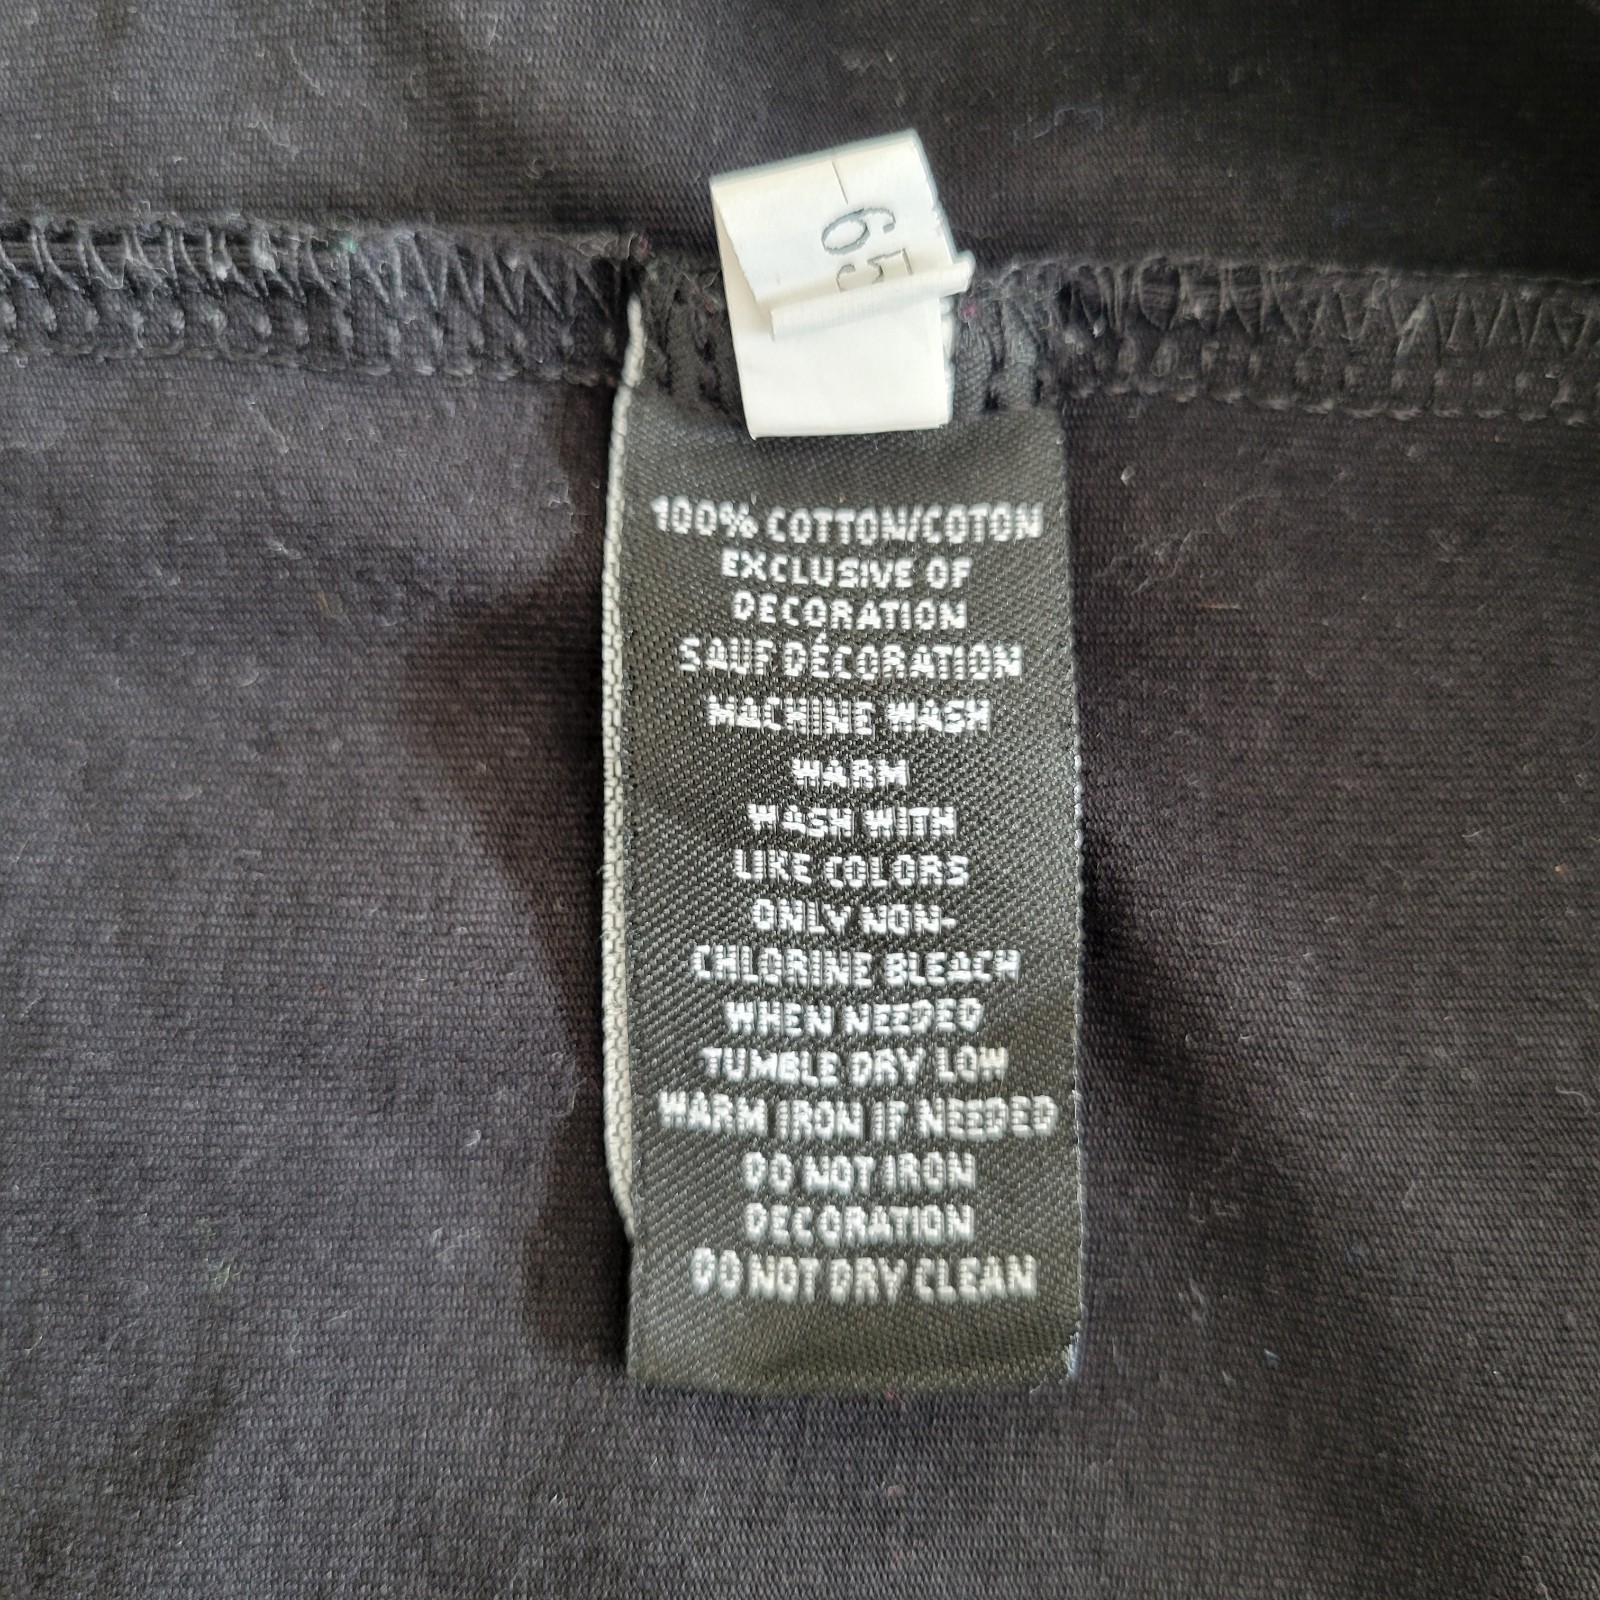 65
100% COTTON/COTON
EXCLUSIVE OF
DECORATION
SAUF DÉCORATION
MACHINE WASH
WARM
WASH WITH
LIKE COLORS
ONLY NON-
CHLORINE BLEACH
WHEN NEEDED
TUMBLE DRY LOW
WARM IRON IF NEEDED
DO NOT IRON
DECORATION
DO NOT DRY CLEAN